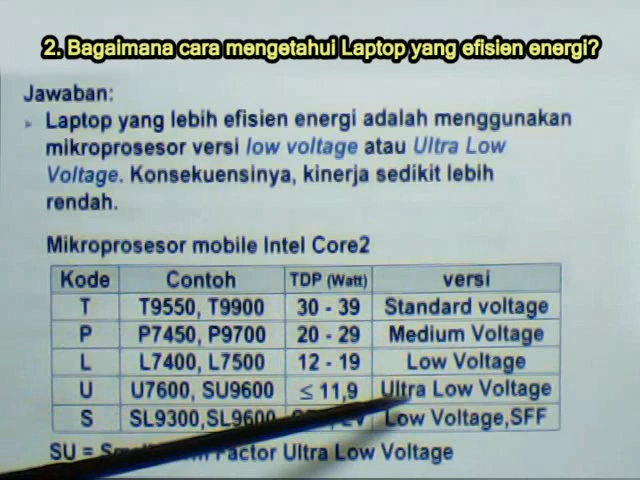 2. Bagaimana cara mengetahui Laptop yang efisien energi?
Jawaban:
Laptop yang lebih efisien energi adalah menggunakan
mikroprosesor versi low voltage atau Ultra Low
Voltage. Konsekuensinya, kinerja sedikit lebih
rendah.
Mikroprosesor mobile Intel Core2
Kode Contoh TDP (Watt) versi
T T9550, T9900 30 - 39 Standard voltage
P P7450, P9700 20 - 29 Medium Voltage
L L7400, L7500 12 - 19 Low Voltage
U U7600, SU9600 ≤ 11,9 Ultra Low Voltage
S SL9300,SL9600 Low Voltage,SFF
SU = Factor Ultra Low Voltage